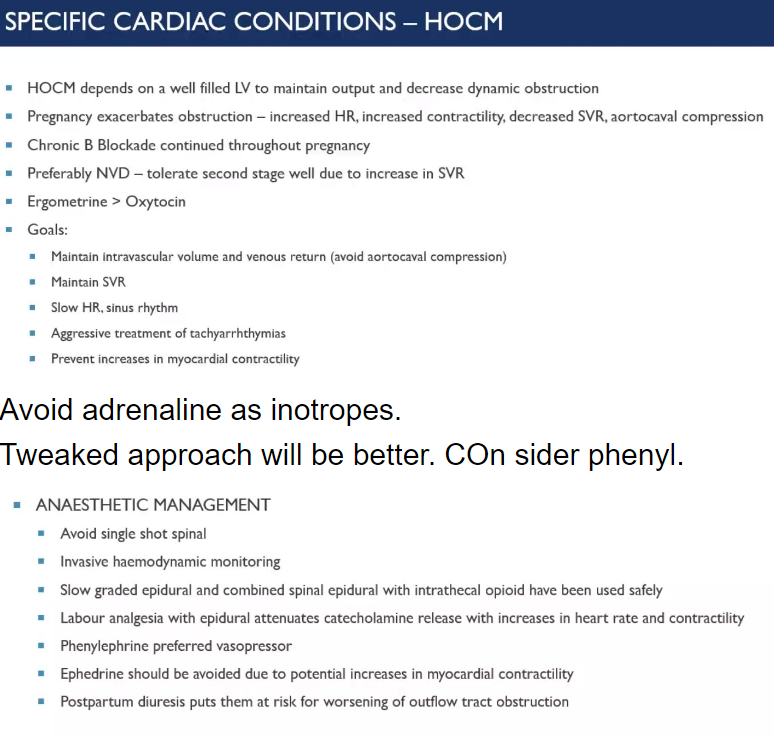 SPECIFIC CARDIAC CONDITIONS – HOCM
HOCM depends on a well filled LV to maintain output and decrease dynamic obstruction
Pregnancy exacerbates obstruction – increased HR, increased contractility, decreased SVR, aortocaval compression
Chronic B Blockade continued throughout pregnancy
Preferably NVD – tolerate second stage well due to increase in SVR
Ergometrine > Oxytocin
Goals:
Maintain intravascular volume and venous return (avoid aortocaval compression)
Maintain SVR
Slow HR, sinus rhythm
Aggressive treatment of tachyarrhthymias
Prevent increases in myocardial contractility
Avoid adrenaline as inotropes.
Tweaked approach will be better. COn sider phenyl.
ANAESTHETIC MANAGEMENT
Avoid single shot spinal
Invasive haemodynamic monitoring
Slow graded epidural and combined spinal epidural with intrathecal opioid have been used safely
Labour analgesia with epidural attenuates catecholamine release with increases in heart rate and contractility
Phenylephrine preferred vasopressor
Ephedrine should be avoided due to potential increases in myocardial contractility
Postpartum diuresis puts them at risk for worsening of outflow tract obstruction